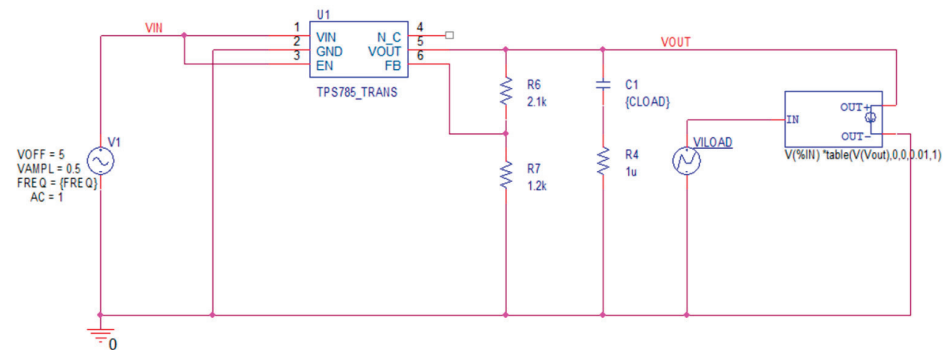 U1
VIN
1
2
3
VIN
GND
EN
N_C
VOUT
FB
4
5
6
TPS785_TRANS
VOUT
R6
2.1k
C1
{CLOAD}
OUT+
IN
OUT-
V(%IN) *table(V(Vout),0,0,0.01,1)
V1
VOFF = 5
VAMPL = 0.5
FREQ = {FREQ}
AC = 1
R7
1.2k
R4
1u
VILOAD
0